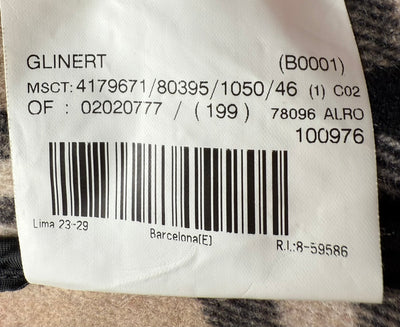 GLINERT (B0001)
MSCT: 4179671/80395/1050/46 (1) C02
OF : 02020777 / (199) 78096 ALRO
100976
Lima 23-29 Barcelona(E) R.I.:8-59586